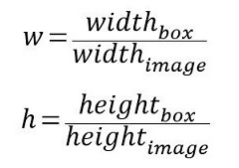 w = width_box / width_image
h = height_box / height_image